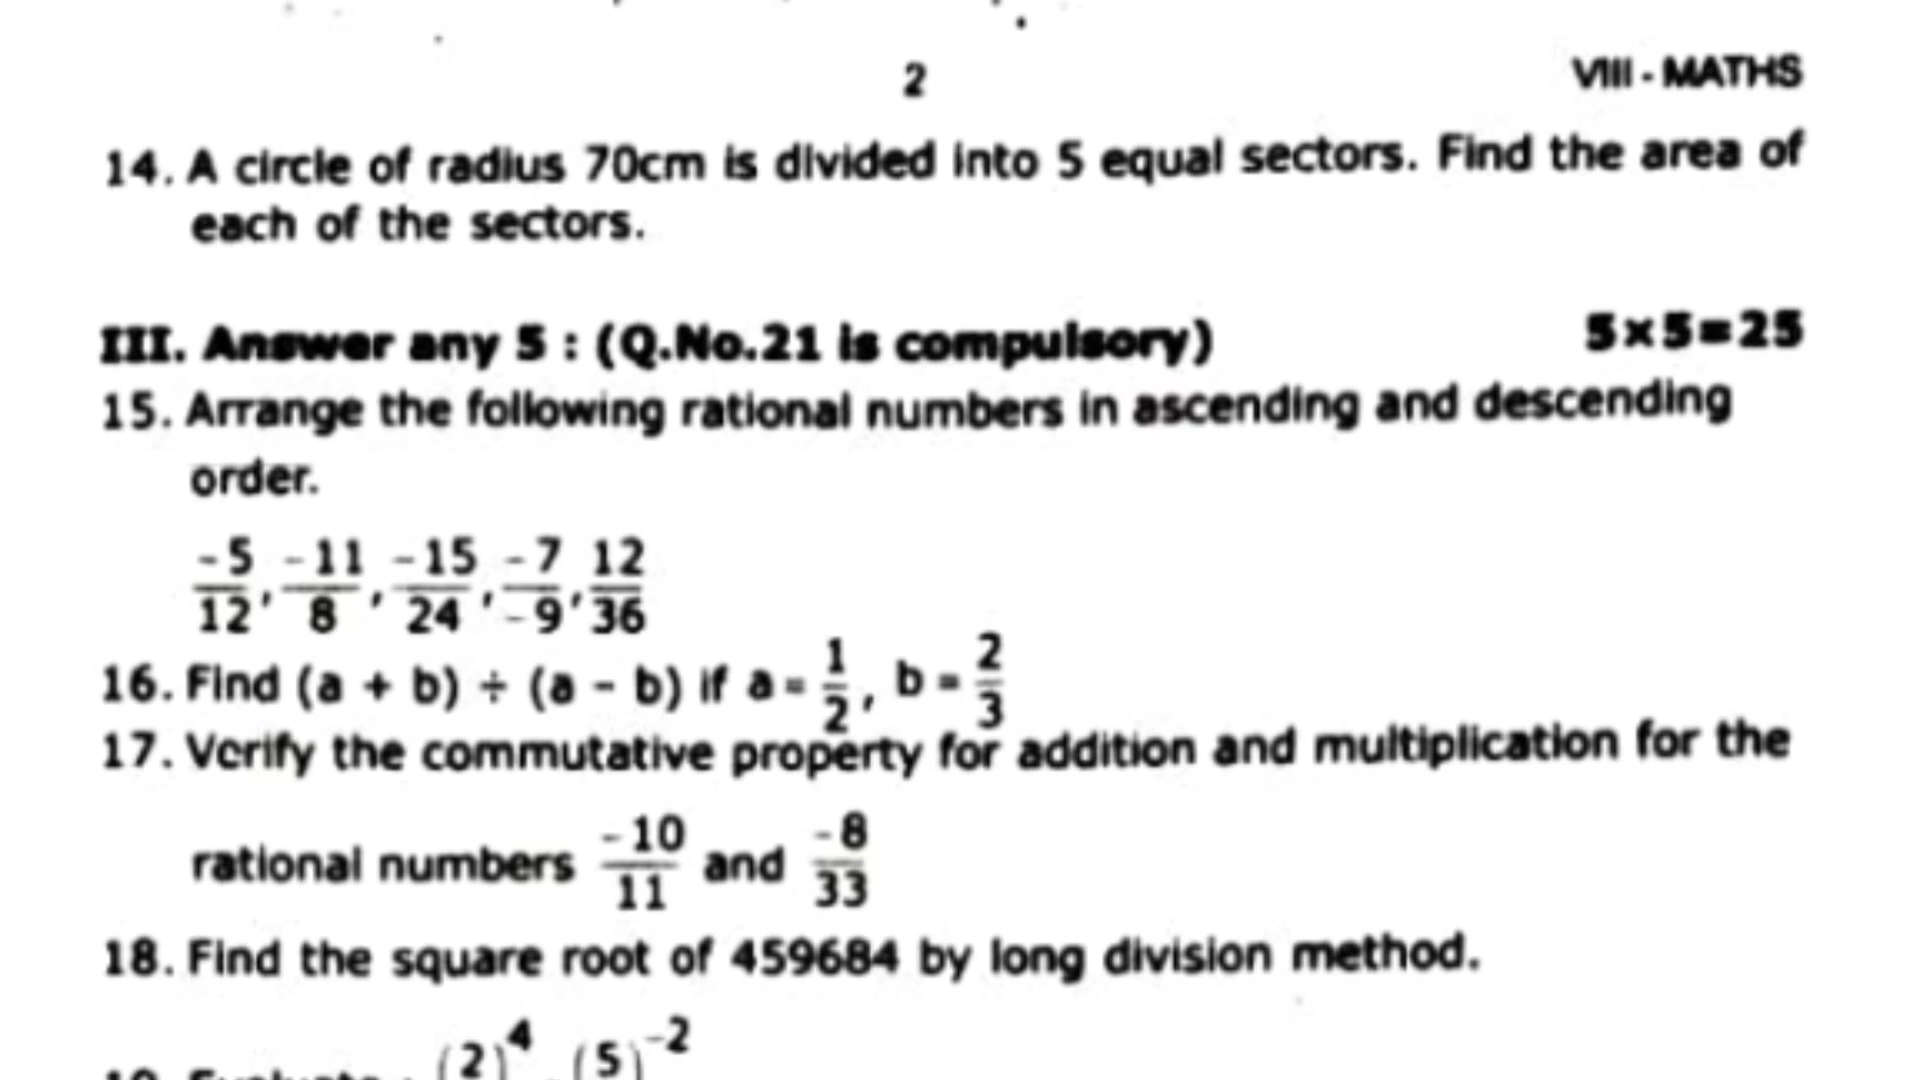 2
VIII - MATHS
14. A circle of radius 70cm is divided into 5 equal sectors. Find the area of
each of the sectors.
III. Answer any 5 : (Q.No.21 is compulsory) 5×5=25
15. Arrange the following rational numbers in ascending and descending
order.
-5/12, -11/8, -15/24, -7/-9, 12/36
16. Find (a + b) ÷ (a - b) if a = 1/2, b = 2/3
17. Verify the commutative property for addition and multiplication for the
rational numbers -10/11 and -8/33
18. Find the square root of 459684 by long division method.